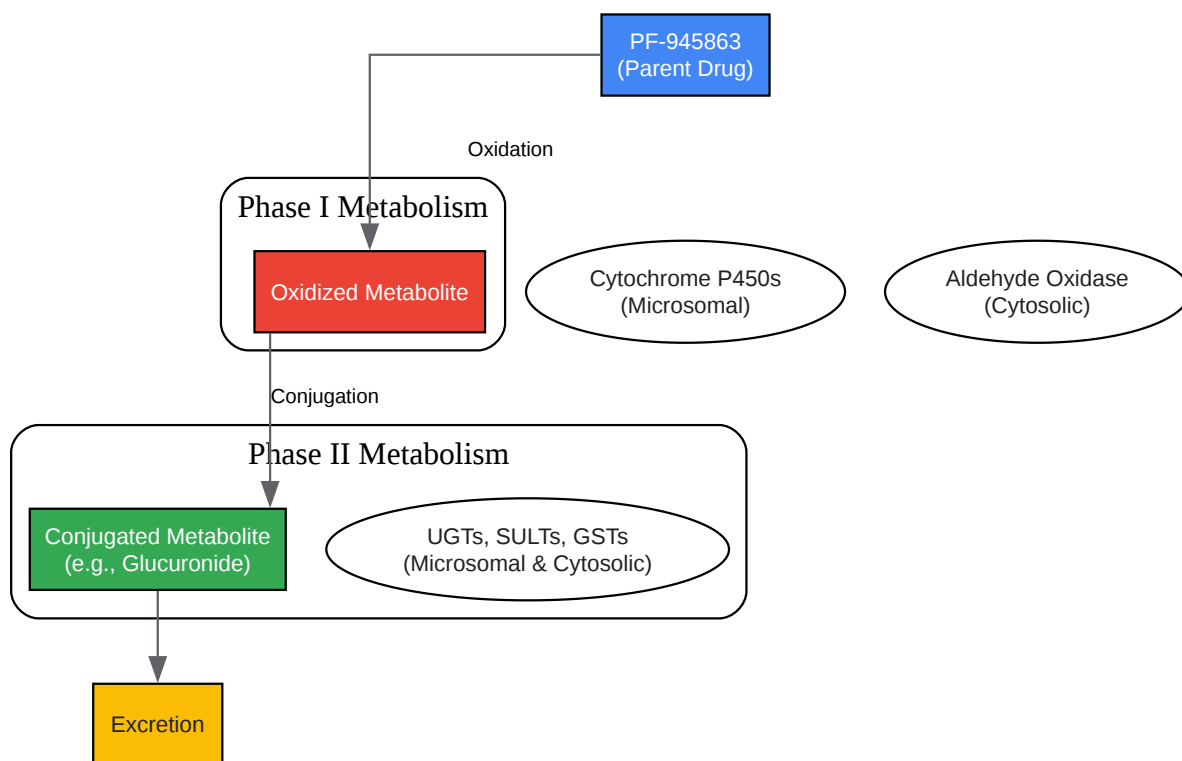 PF-945863
(Parent Drug)
Oxidation
Phase I Metabolism
Oxidized Metabolite
Cytochrome P450s
(Microsomal)
Aldehyde Oxidase
(Cytosolic)
Conjugation
Phase II Metabolism
Conjugated Metabolite
(e.g., Glucuronide)
UGTs, SULTs, GSTs
(Microsomal & Cytosolic)
Excretion